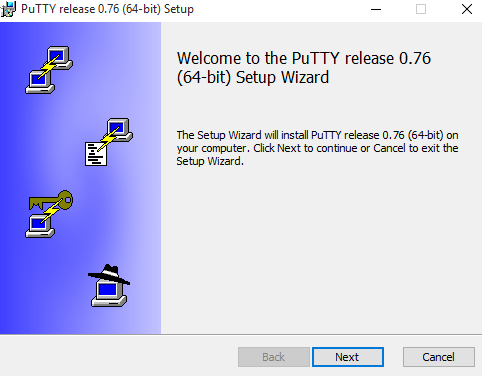 PuTTY release 0.76 (64-bit) Setup
Welcome to the PuTTY release 0.76
(64-bit) Setup Wizard
The Setup Wizard will install PuTTY release 0.76 (64-bit) on
your computer. Click Next to continue or Cancel to exit the
Setup Wizard.
Back
Next
Cancel